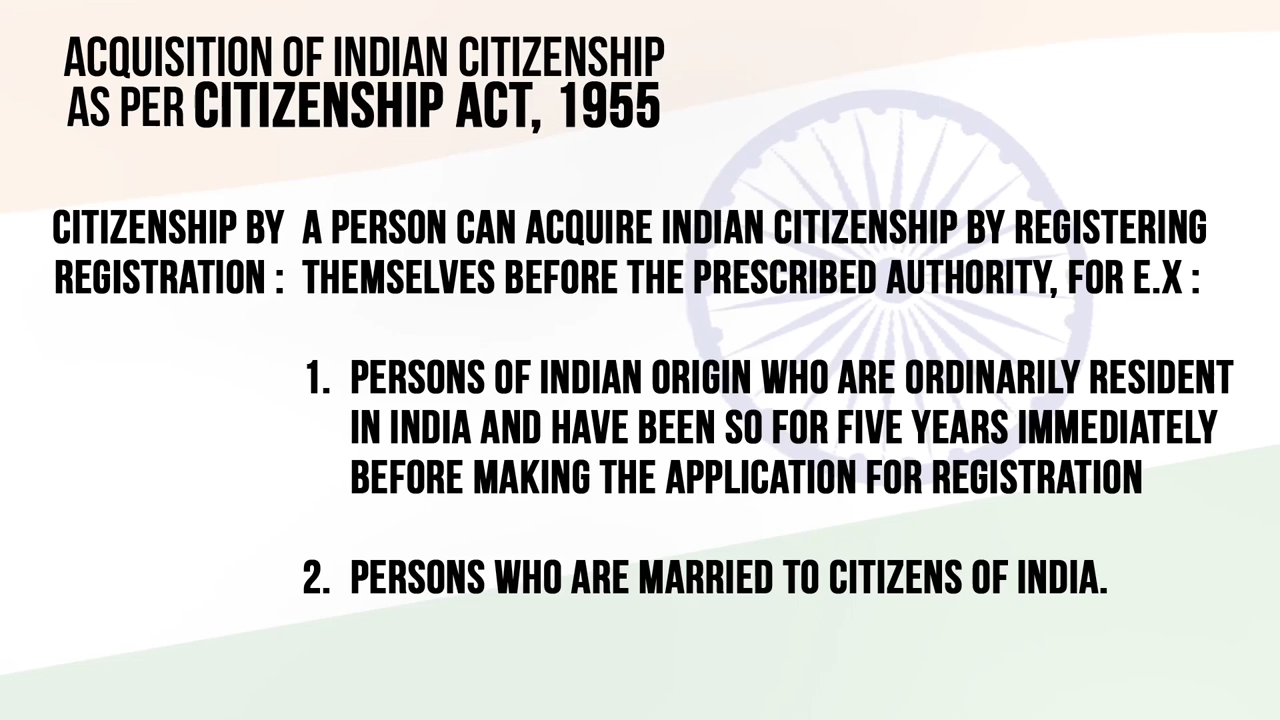 ACQUISITION OF INDIAN CITIZENSHIP
AS PER CITIZENSHIP ACT, 1955
CITIZENSHIP BY A PERSON CAN ACQUIRE INDIAN CITIZENSHIP BY REGISTERING
REGISTRATION : THEMSELVES BEFORE THE PRESCRIBED AUTHORITY, FOR E.X :
1. PERSONS OF INDIAN ORIGIN WHO ARE ORDINARILY RESIDENT
IN INDIA AND HAVE BEEN SO FOR FIVE YEARS IMMEDIATELY
BEFORE MAKING THE APPLICATION FOR REGISTRATION
2. PERSONS WHO ARE MARRIED TO CITIZENS OF INDIA.